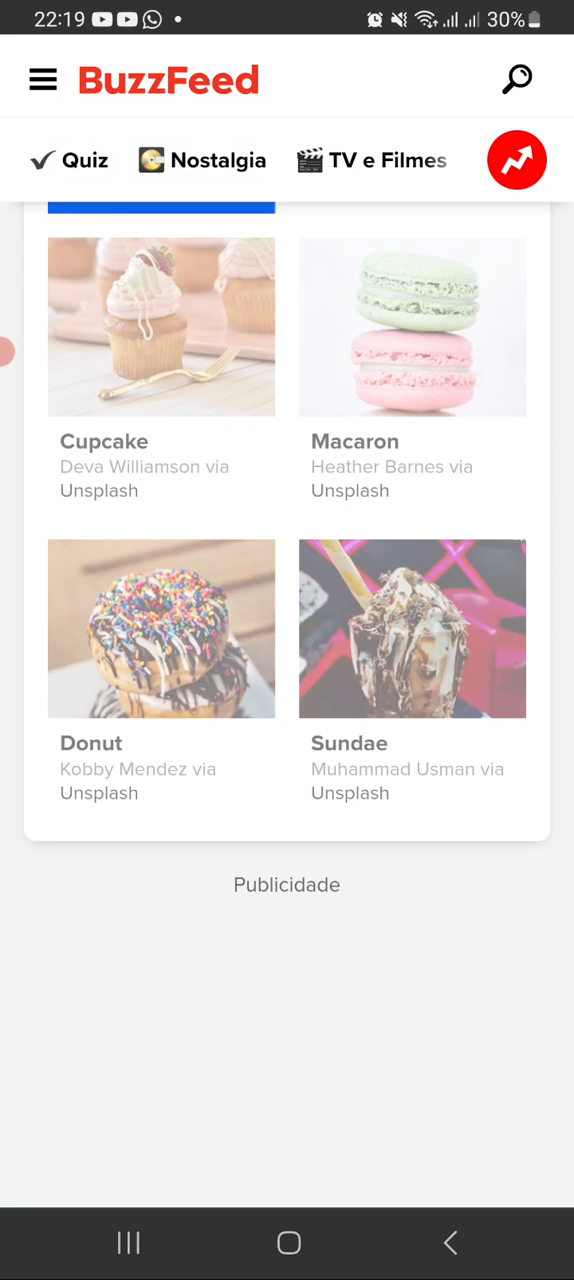 22:19 30%
BuzzFeed
Quiz Nostalgia TV e Filmes
Cupcake
Deva Williamson via
Unsplash
Macaron
Heather Barnes via
Unsplash
Donut
Kobby Mendez via
Unsplash
Sundae
Muhammad Usman via
Unsplash
Publicidade